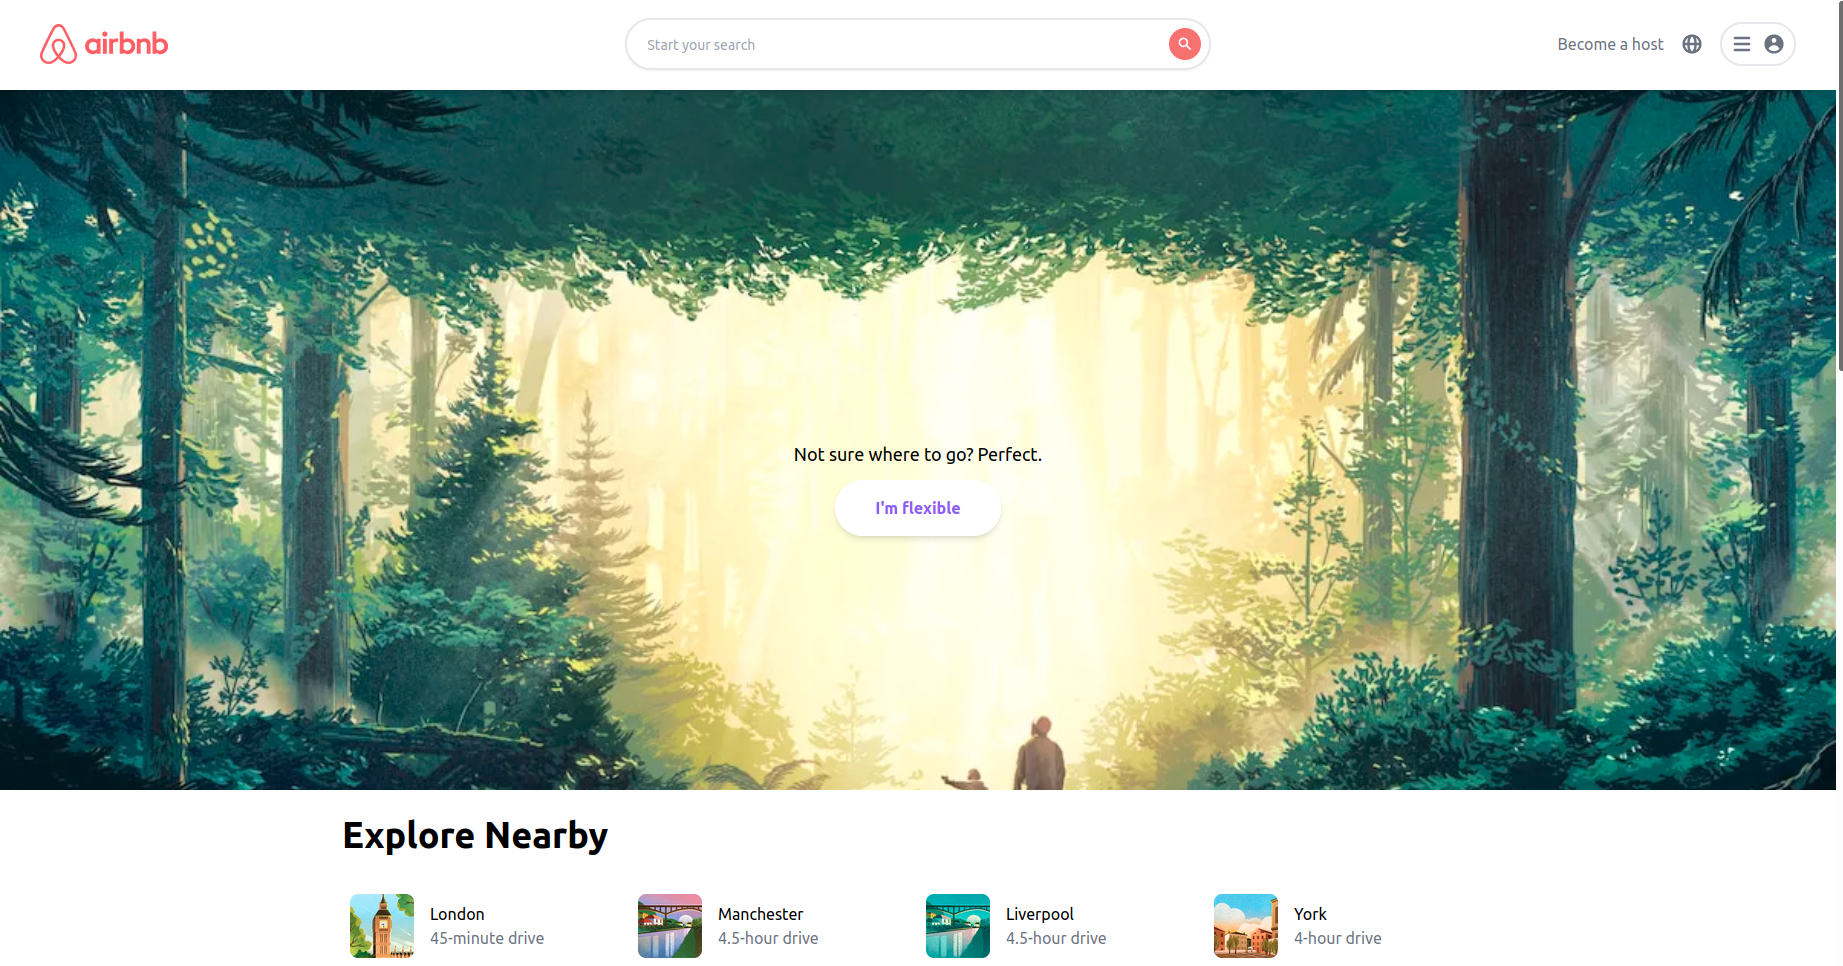 airbnb
Start your search
Become a host
Not sure where to go? Perfect.
I'm flexible
Explore Nearby
London
45-minute drive
Manchester
4.5-hour drive
Liverpool
4.5-hour drive
York
4-hour drive